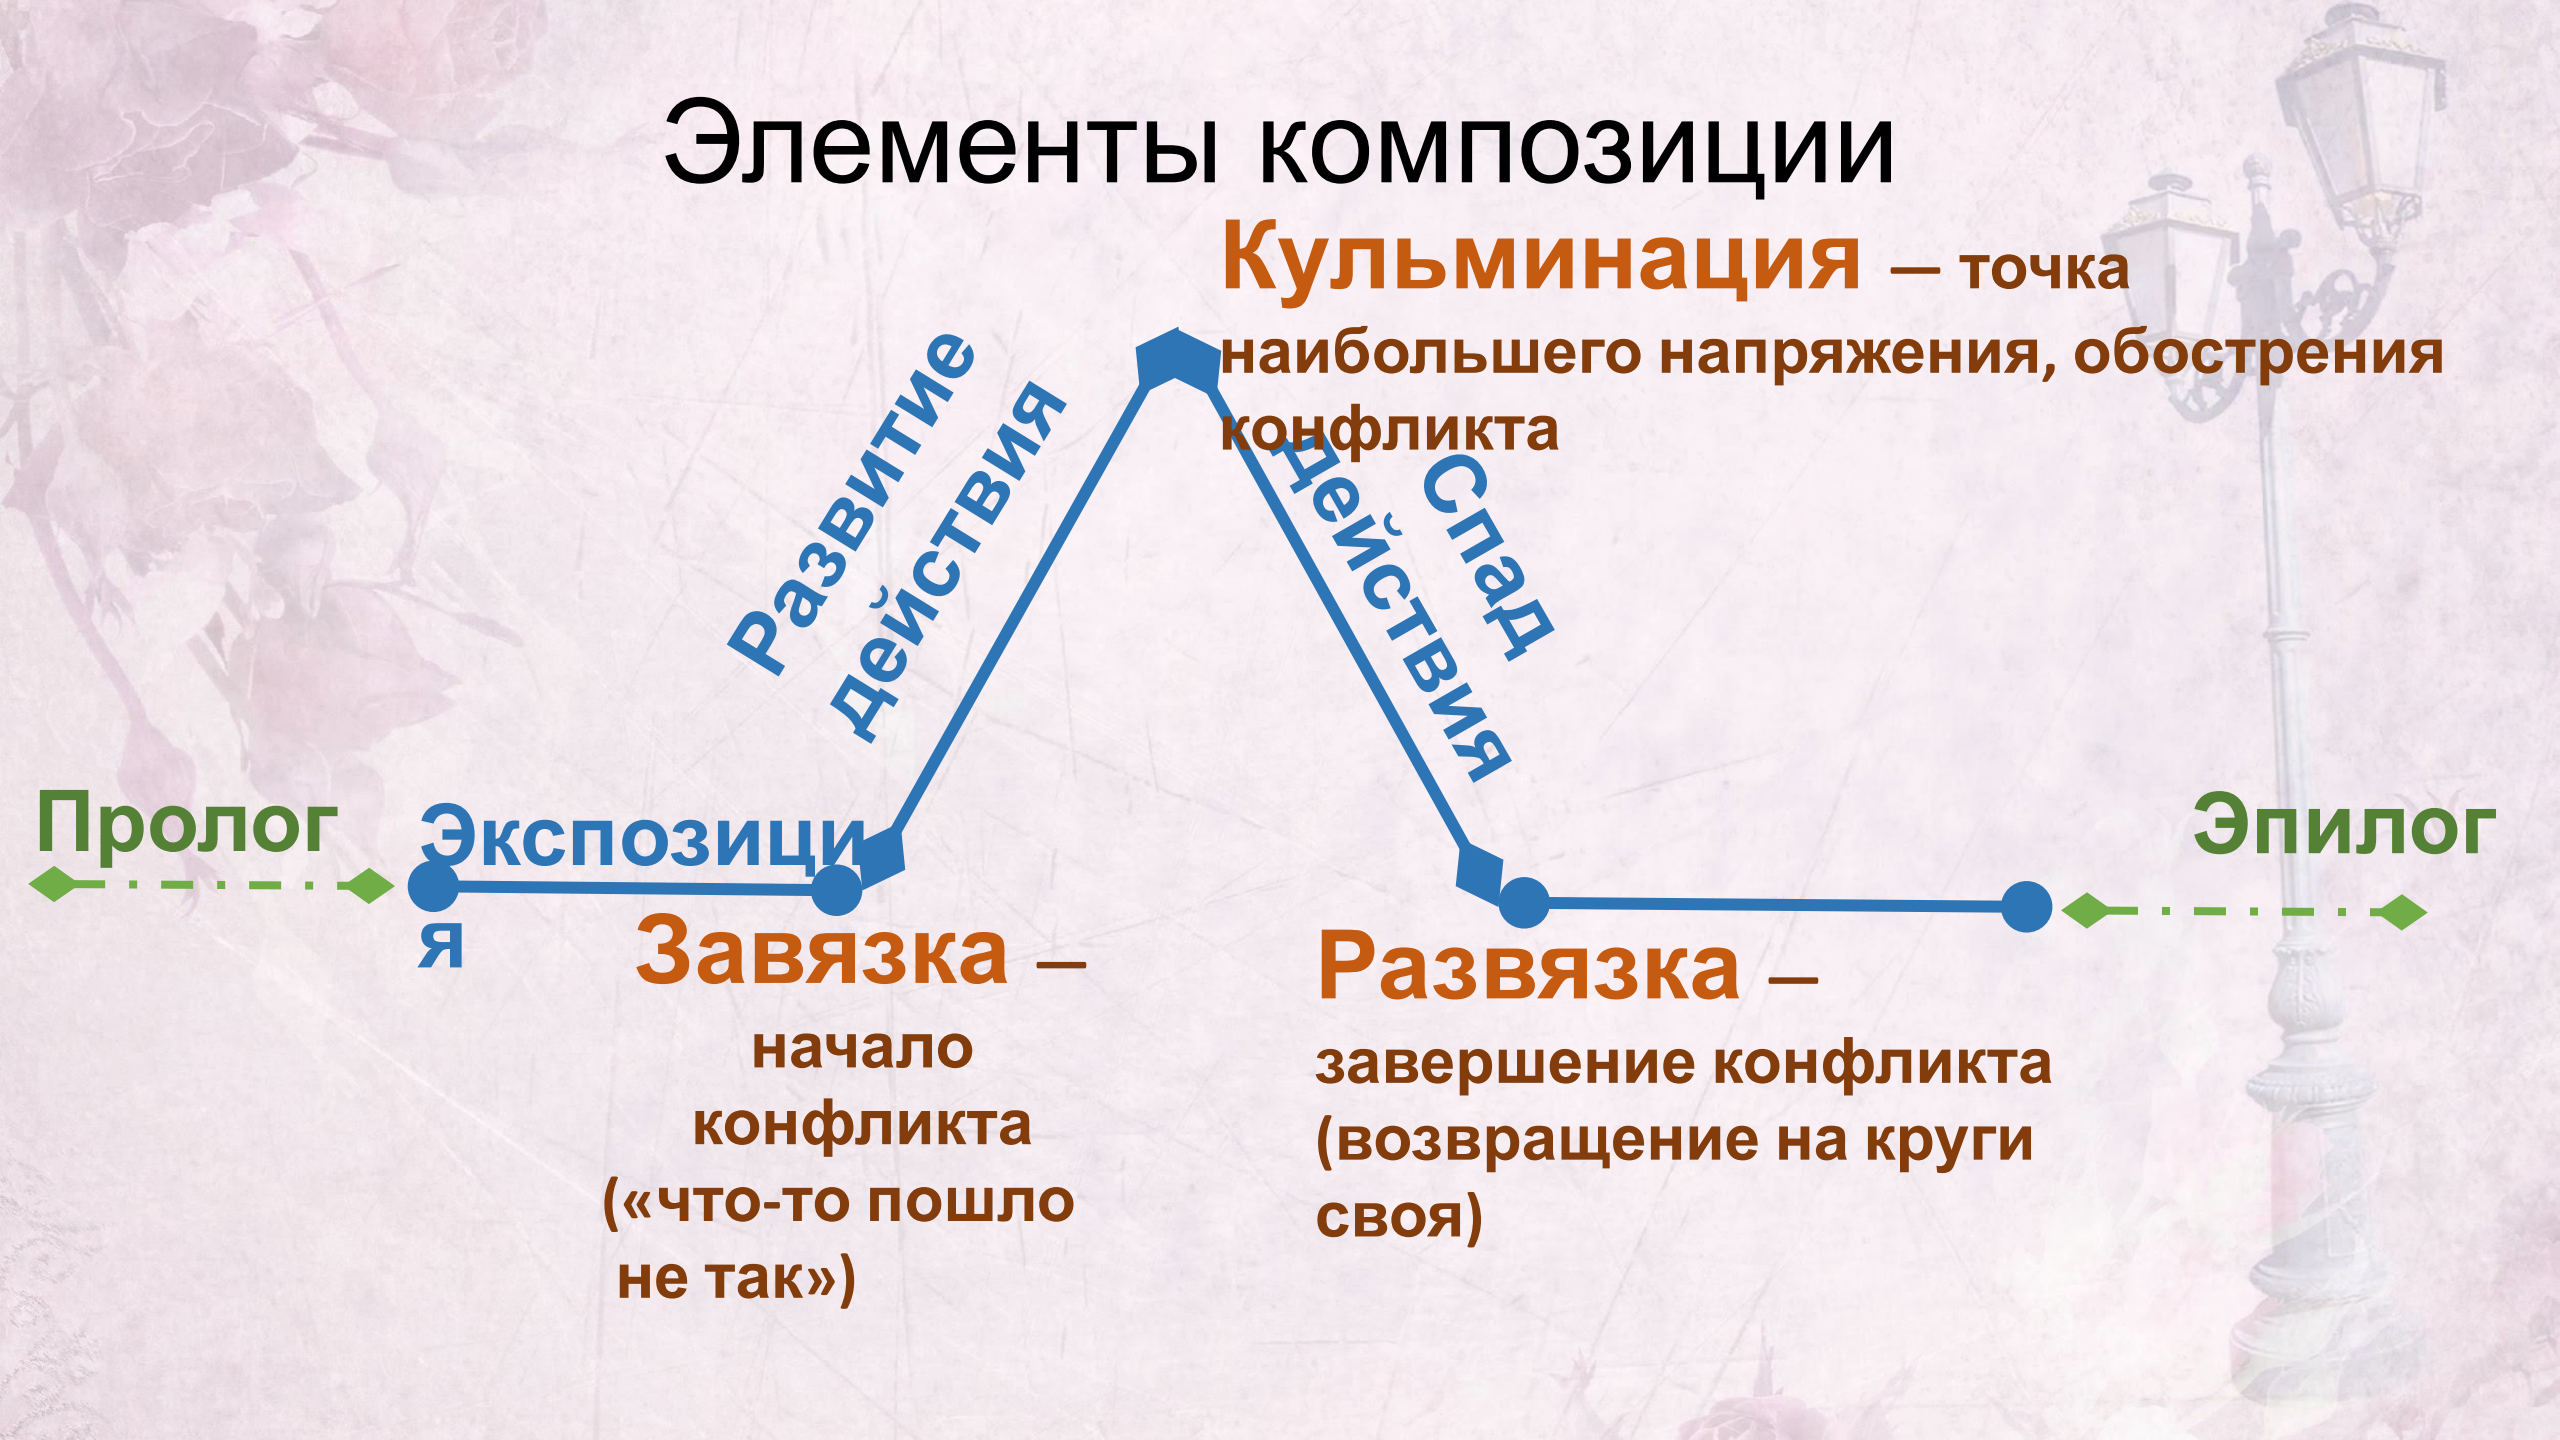 Элементы композиции
Кульминация — точка
наибольшего напряжения, обострения
конфликта
Развитие
действия
Спад
действия
Пролог
Экспозици
я
Эпилог
Завязка —
начало
конфликта
(«что-то пошло
не так»)
Развязка —
завершение конфликта
(возвращение на круги
своя)